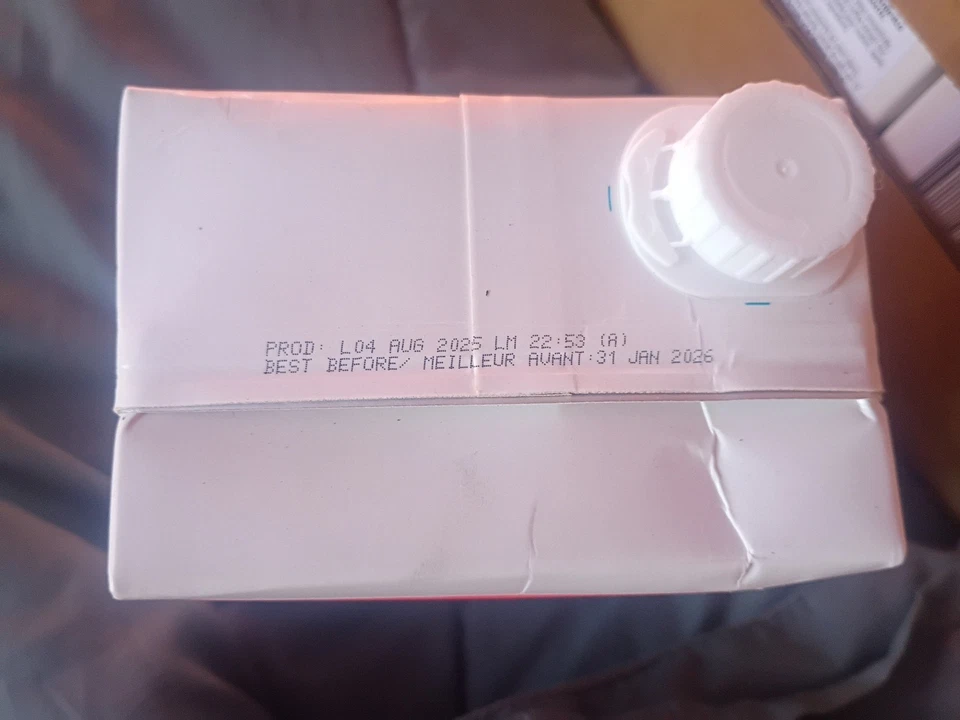 PROD: L04 AUG 2025 LM 22:53 (A)
BEST BEFORE/ MEILLEUR AVANT:31 JAN 2026